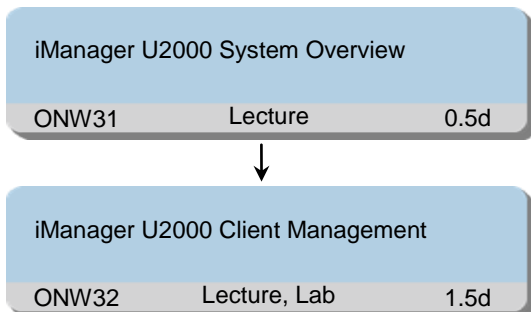 iManager U2000 System Overview
ONW31 Lecture 0.5d
iManager U2000 Client Management
ONW32 Lecture, Lab 1.5d